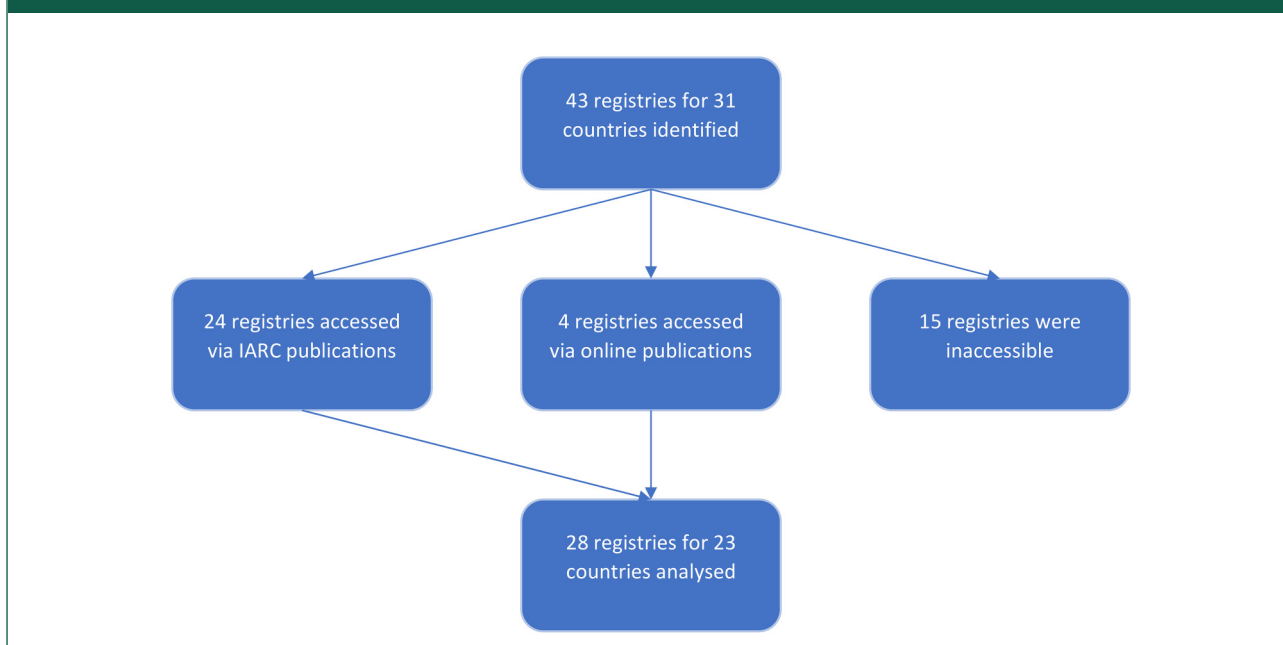 43 registries for 31
countries identified
24 registries accessed
via IARC publications
4 registries accessed
via online publications
15 registries were
inaccessible
28 registries for 23
countries analysed